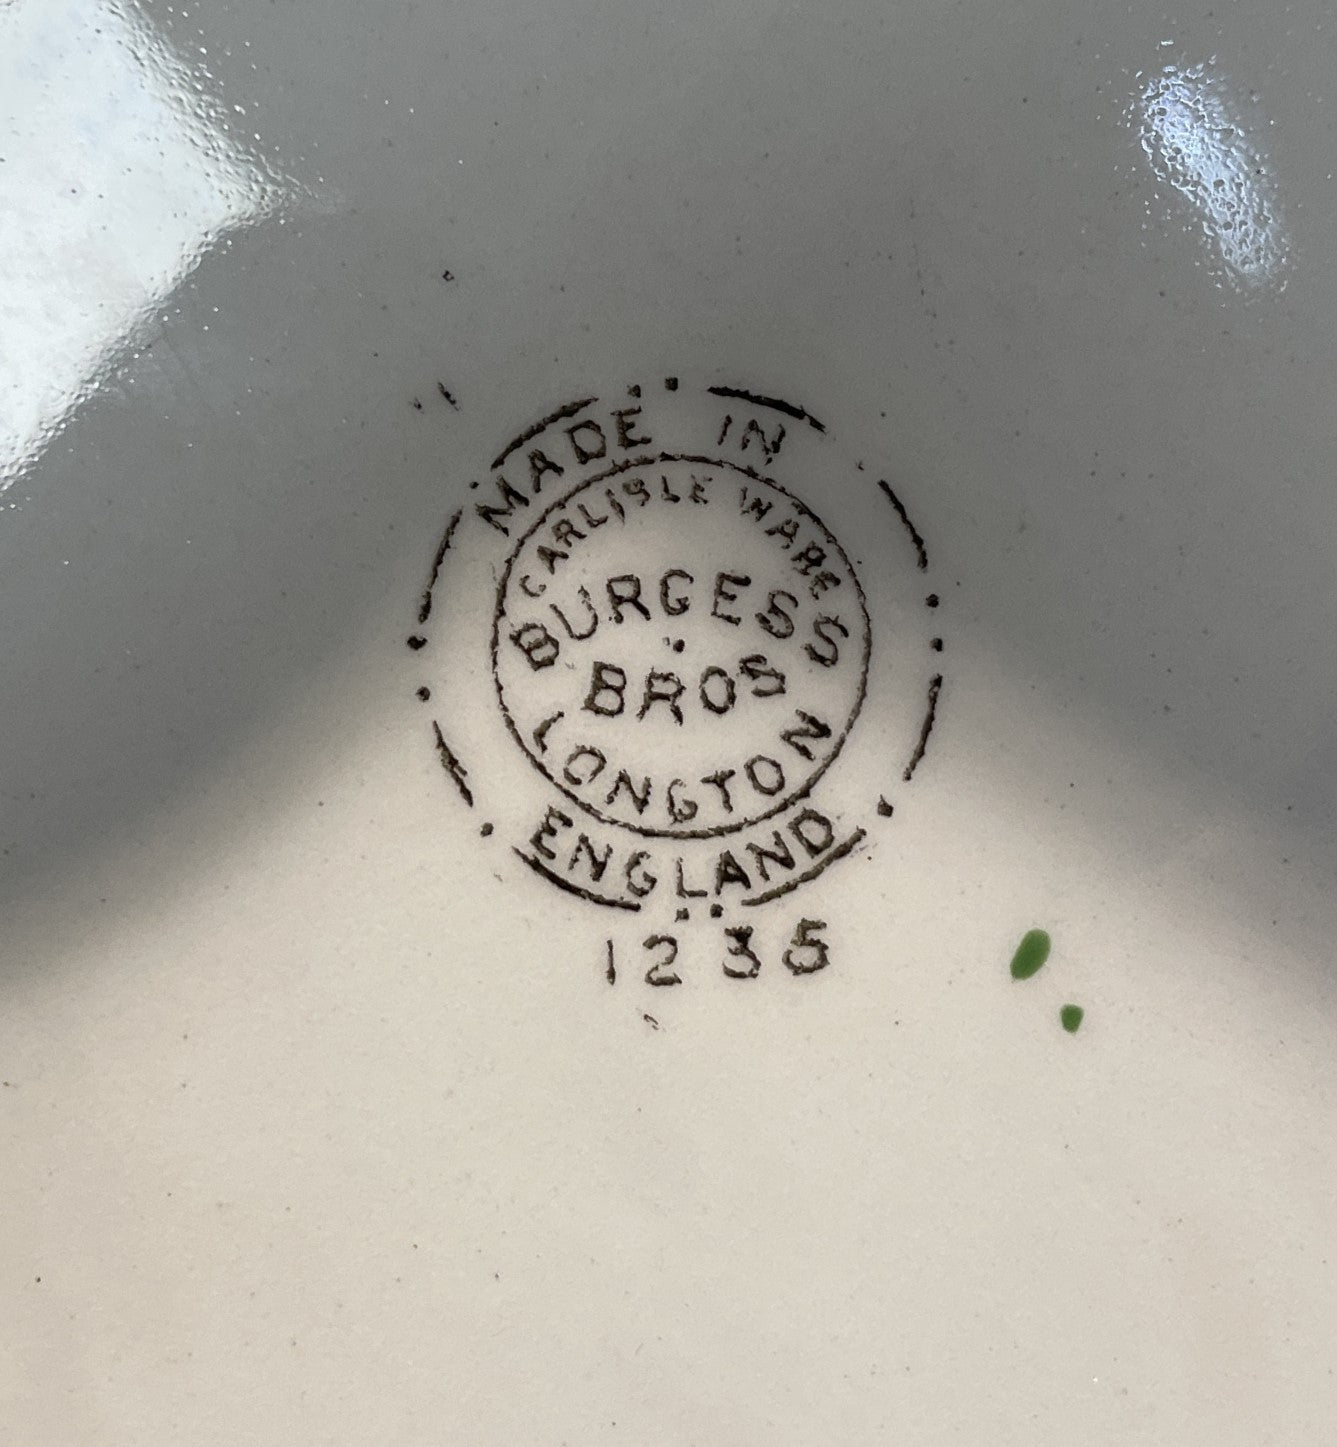 MADE IN
CARLISLE WARE
BURGESS
BROS
LONGTON
ENGLAND
1235